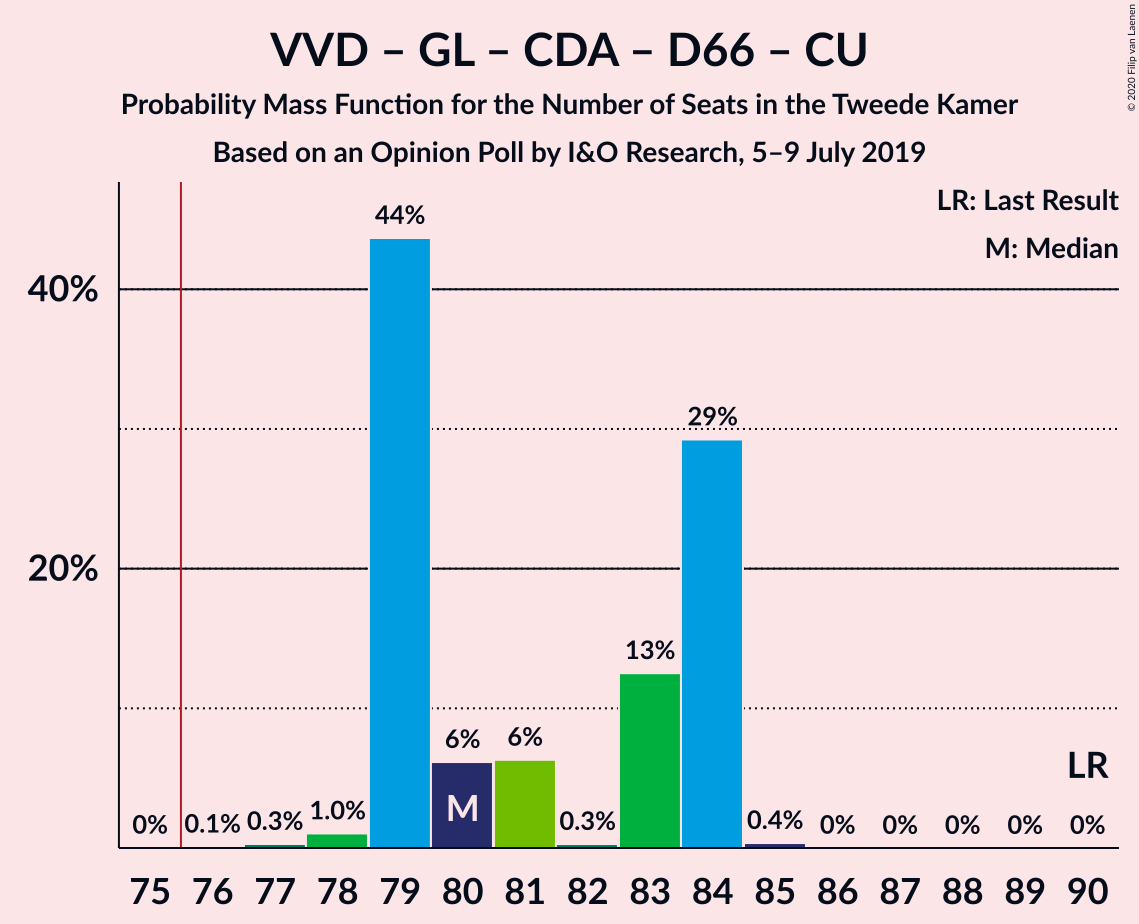 VVD – GL – CDA – D66 – CU
Probability Mass Function for the Number of Seats in the Tweede Kamer
Based on an Opinion Poll by I&O Research, 5–9 July 2019
© 2020 Filip van Laenen
LR: Last Result
M: Median
44%
40%
29%
20%
13%
6% 6%
LR
M
0% 0.1% 0.3% 1.0% 0.3% 0.4% 0% 0% 0% 0% 0%
75 76 77 78 79 80 81 82 83 84 85 86 87 88 89 90